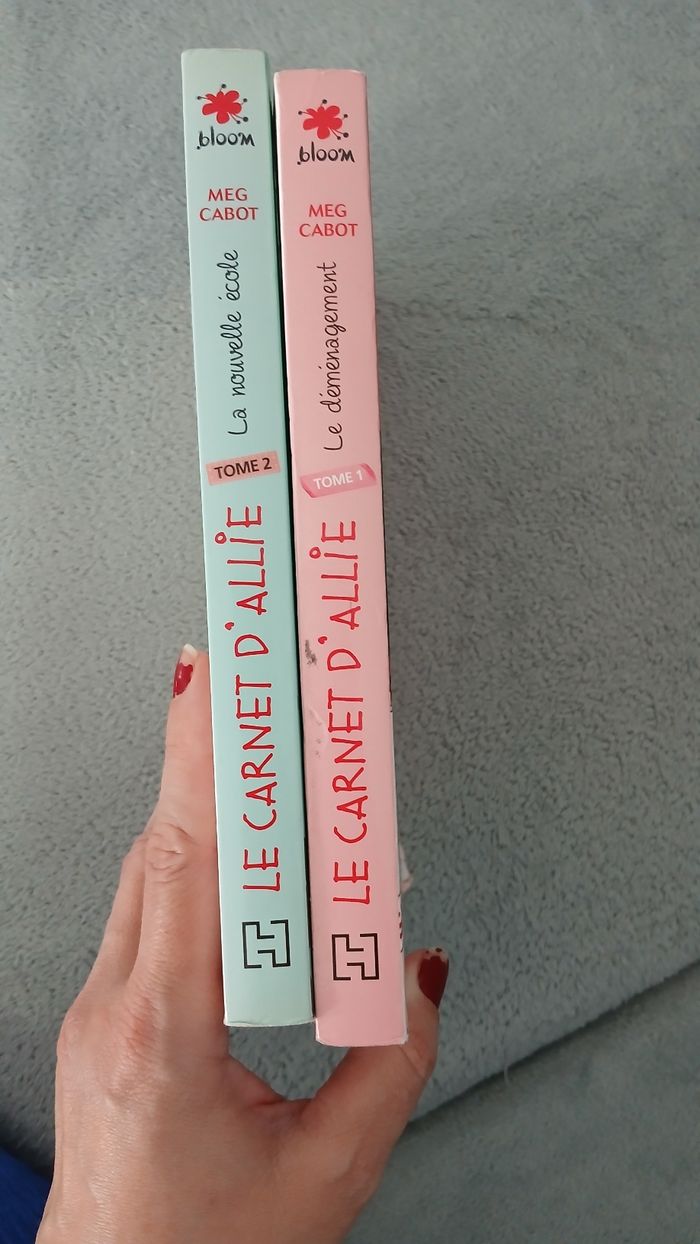 bloom
MEG
CABOT
La nouvelle école
TOME 2
LE CARNET D'ALLIE
bloom
MEG
CABOT
Le déménagement
TOME 1
LE CARNET D'ALLIE